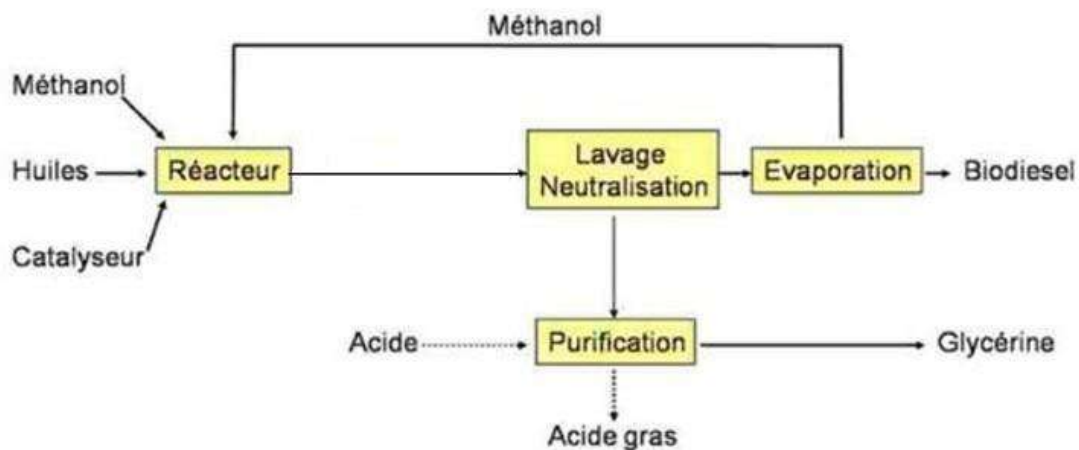 Méthanol
Méthanol
Huiles
Réacteur
Lavage
Neutralisation
Evaporation
Biodiesel
Catalyseur
Acide
Purification
Glycérine
Acide gras